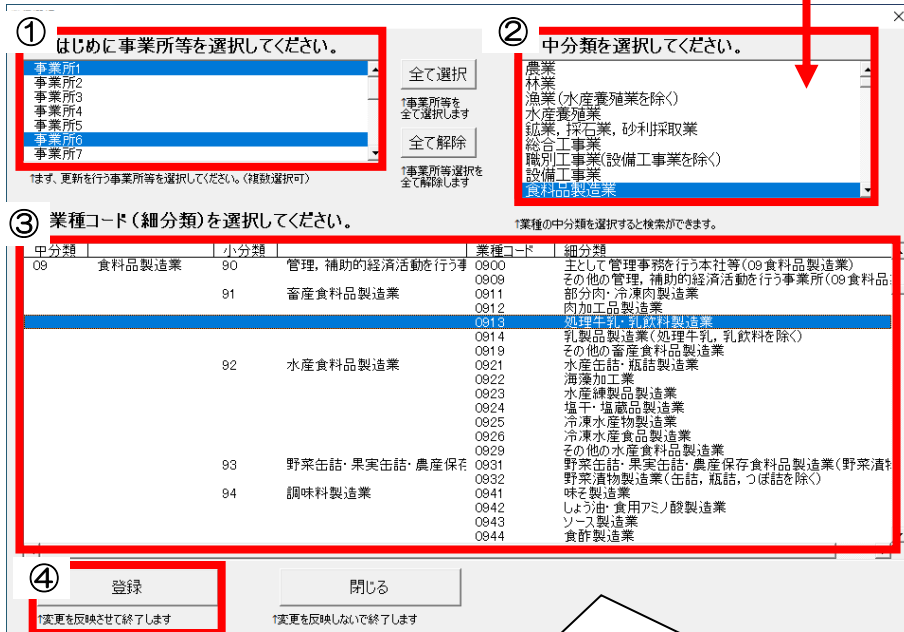 ① はじめに事業所等を選択してください。
事業所1
事業所2
事業所3
事業所4
事業所5
事業所6
事業所7
↑まず、更新を行う事業所等を選択してください。(複数選択可)
全て選択
↑事業所等を
全て選択します
全て解除
↑事業所等選択を
全て解除します
② 中分類を選択してください。
農業
林業
漁業(水産養殖業を除く)
水産養殖業
鉱業, 採石業, 砂利採取業
総合工事業
職別工事業(設備工事業を除く)
設備工事業
食料品製造業
↑業種の中分類を選択すると検索ができます。
③ 業種コード(細分類)を選択してください。
中分類 小分類 業種コード 細分類
09 食料品製造業 90 管理, 補助的経済活動を行う事 0900 主として管理事務を行う本社等(09食料品製造業)
0909 その他の管理, 補助的経済活動を行う事業所(09食料品
91 畜産食料品製造業 0911 部分肉・冷凍肉製造業
0912 肉加工品製造業
0913 処理牛乳・乳飲料製造業
0914 乳製品製造業(処理牛乳, 乳飲料を除く)
0919 その他の畜産食料品製造業
92 水産食料品製造業 0921 水産缶詰・瓶詰製造業
0922 海藻加工業
0923 水産練製品製造業
0924 塩干・塩蔵品製造業
0925 冷凍水産物製造業
0926 冷凍水産食品製造業
0929 その他の水産食料品製造業
93 野菜缶詰・果実缶詰・農産保存 0931 野菜缶詰・果実缶詰・農産保存食料品製造業(野菜漬
0932 野菜漬物製造業(缶詰, 瓶詰, つぼ詰を除く)
94 調味料製造業 0941 味そ製造業
0942 しょう油・食用アミノ酸製造業
0943 ソース製造業
0944 食酢製造業
④ 登録
↑変更を反映させて終了します
閉じる
↑変更を反映しないで終了します